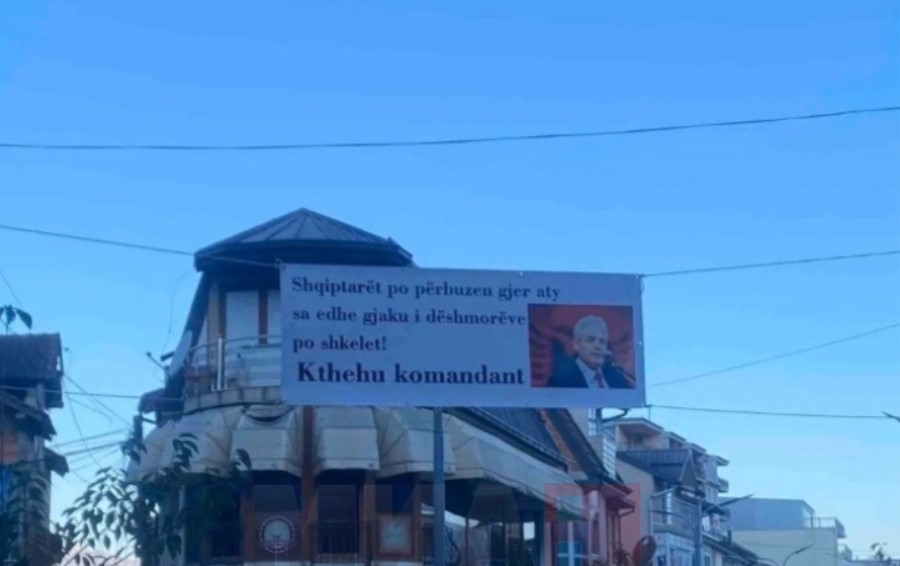 Shqiptarët po përbuzen gjer aty
sa edhe gjaku i dëshmorëve
po shkelet!
Kthehu komandant